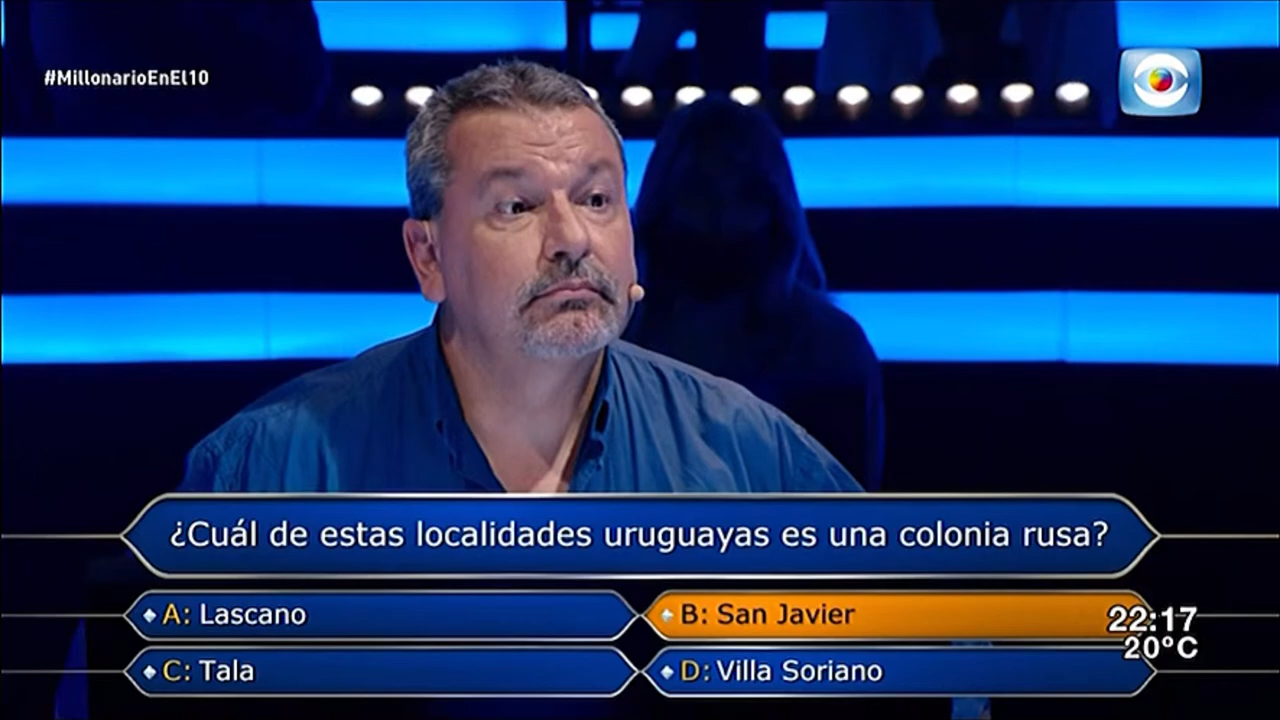 #MillonarioEnEl10
¿Cuál de estas localidades uruguayas es una colonia rusa?
A: Lascano
B: San Javier
C: Tala
D: Villa Soriano
22:17
20°C